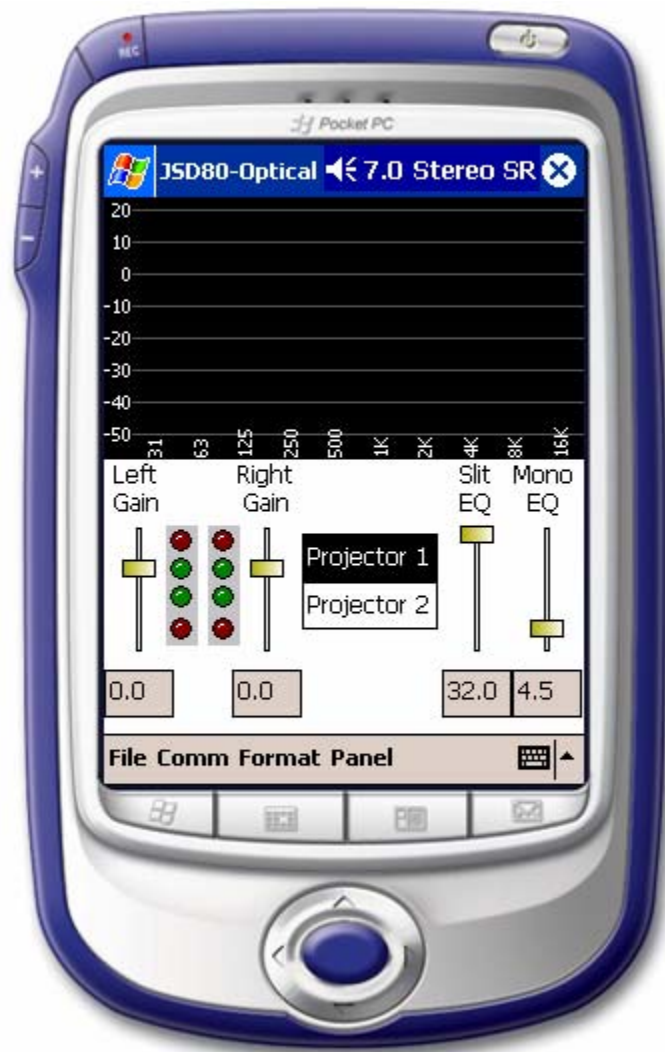 REC
Pocket PC
JSD80-Optical 7.0 Stereo SR
20
10
0
-10
-20
-30
-40
-50
31 63 125 250 500 1K 2K 4K 8K 16K
Left Gain
Right Gain
Slit EQ
Mono EQ
Projector 1
Projector 2
0.0 0.0 32.0 4.5
File Comm Format Panel